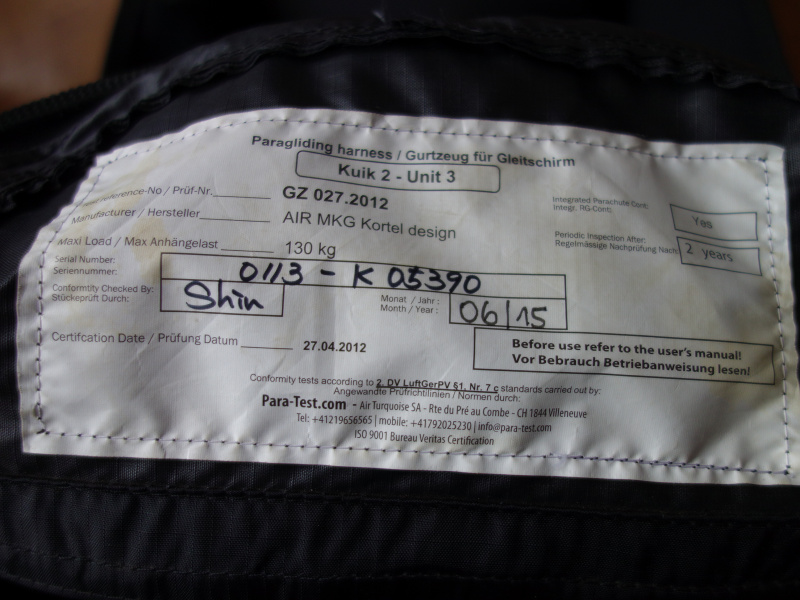 Paragliding harness / Gurtzeug für Gleitschirm
Kuik 2 - Unit 3
reference-No / Prüf-Nr. GZ 027.2012
Manufacturer / Hersteller AIR MKG Kortel design
Maxi Load / Max Anhängelast 130 kg
Integrated Parachute Cont:
Integr. RG-Cont: Yes
Periodic Inspection After:
Regelmässige Nachprüfung Nach: 2 years
Serial Number:
Seriennummer: 0113 - K 05390
Conformtity Checked By:
Stückeprüft Durch: Shin
Monat / Jahr:
Month / Year: 06/15
Certifcation Date / Prüfung Datum 27.04.2012
Before use refer to the user's manual!
Vor Bebrauch Betriebanweisung lesen!
Conformity tests according to 2. DV LuftGerPV §1, Nr. 7 c standards carried out by:
Angewandte Prüfrichtlinien / Normen durch:
Para-Test.com - Air Turquoise SA - Rte du Pré au Combe - CH 1844 Villeneuve
Tel: +41219656565 | mobile: +41792025230 | info@para-test.com
ISO 9001 Bureau Veritas Certification